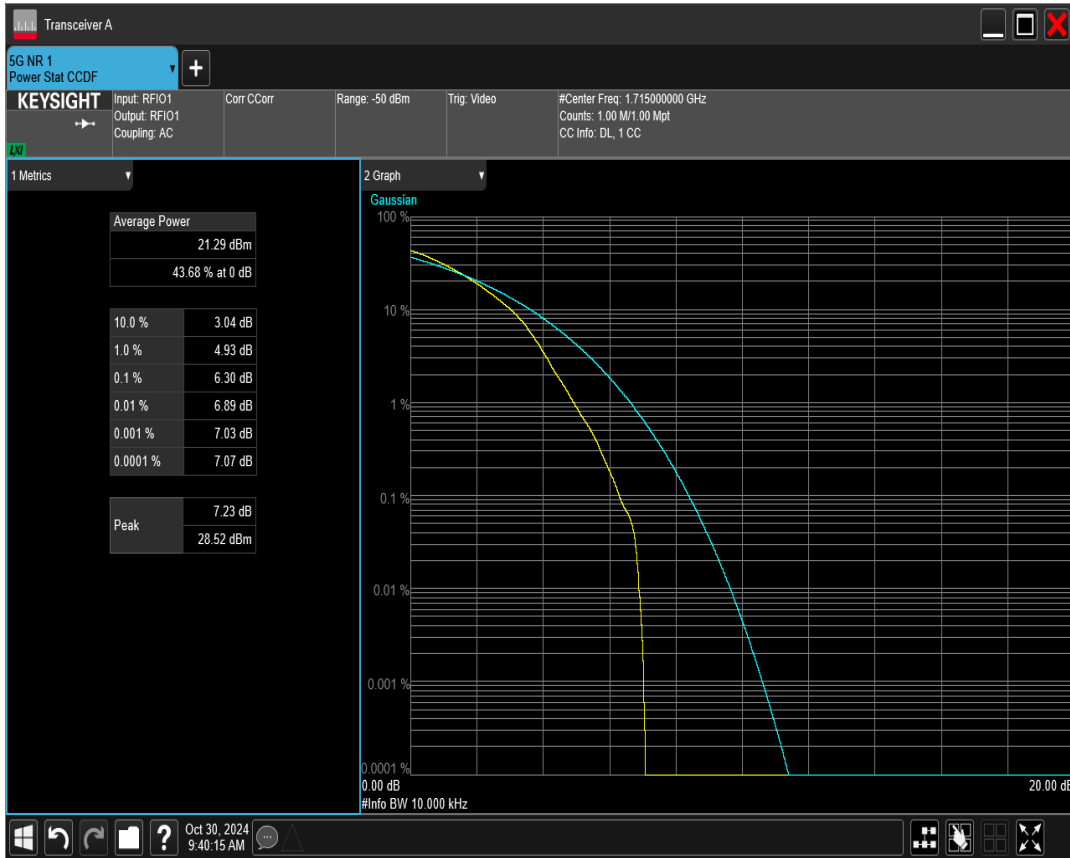 Transceiver A
5G NR 1
Power Stat CCDF
+
KEYSIGHT
LXI
Input: RFIO1
Output: RFIO1
Coupling: AC
Corr CCorr
Range: -50 dBm
Trig: Video
#Center Freq: 1.715000000 GHz
Counts: 1.00 M/1.00 Mpt
CC Info: DL, 1 CC
1 Metrics
Average Power
21.29 dBm
43.68 % at 0 dB
10.0 % 3.04 dB
1.0 % 4.93 dB
0.1 % 6.30 dB
0.01 % 6.89 dB
0.001 % 7.03 dB
0.0001 % 7.07 dB
Peak
7.23 dB
28.52 dBm
2 Graph
Gaussian
100 %
10 %
1 %
0.1 %
0.01 %
0.001 %
0.0001 %
0.00 dB
20.00 dB
#Info BW 10.000 kHz
?
Oct 30, 2024
9:40:15 AM